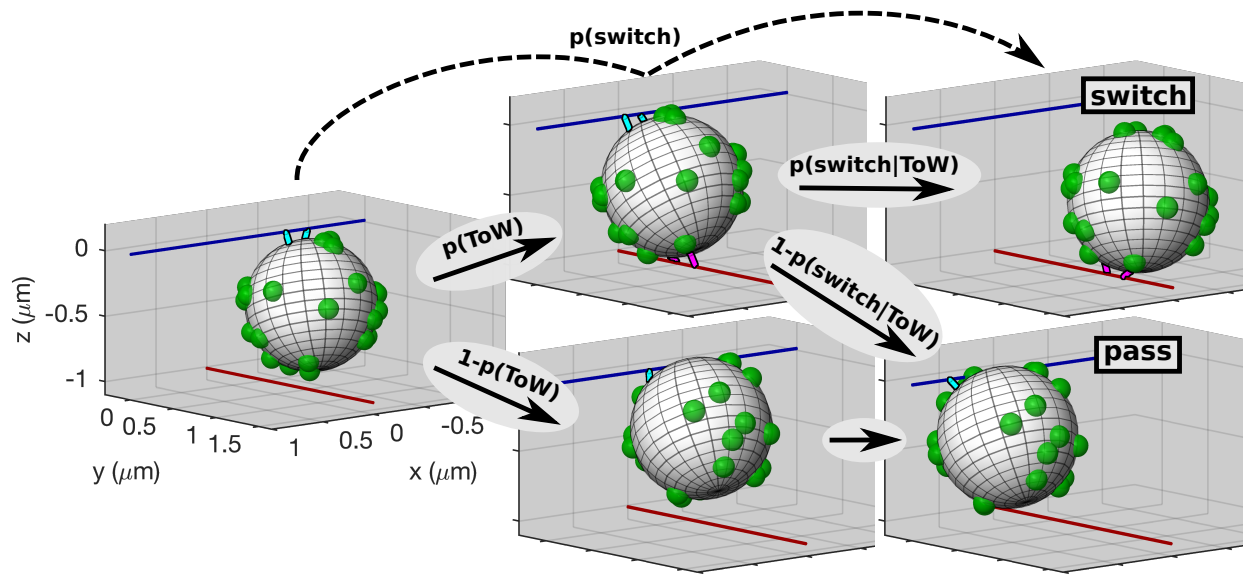 p(switch)
switch
p(switch|ToW)
p(ToW)
1-p(switch|ToW)
1-p(ToW)
pass
0
-0.5
-1
z (μm)
0 0.5 1 1.5
y (μm)
1 0.5 0 -0.5
x (μm)